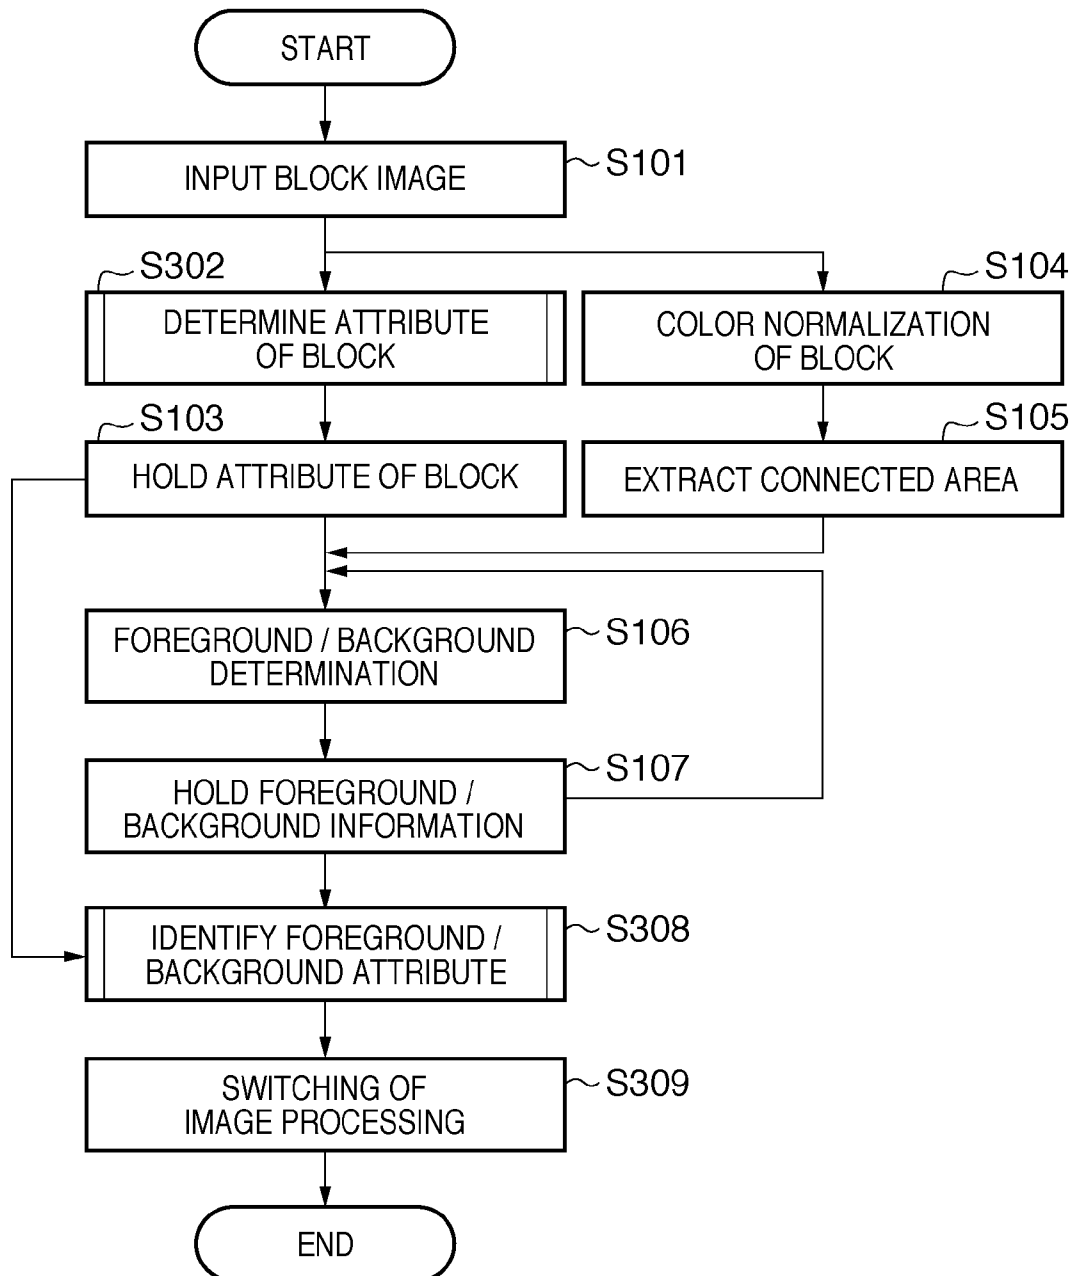 START
INPUT BLOCK IMAGE
S101
S302
DETERMINE ATTRIBUTE
OF BLOCK
S104
COLOR NORMALIZATION
OF BLOCK
S103
HOLD ATTRIBUTE OF BLOCK
S105
EXTRACT CONNECTED AREA
FOREGROUND / BACKGROUND
DETERMINATION
S106
HOLD FOREGROUND /
BACKGROUND INFORMATION
S107
IDENTIFY FOREGROUND /
BACKGROUND ATTRIBUTE
S308
SWITCHING OF
IMAGE PROCESSING
S309
END